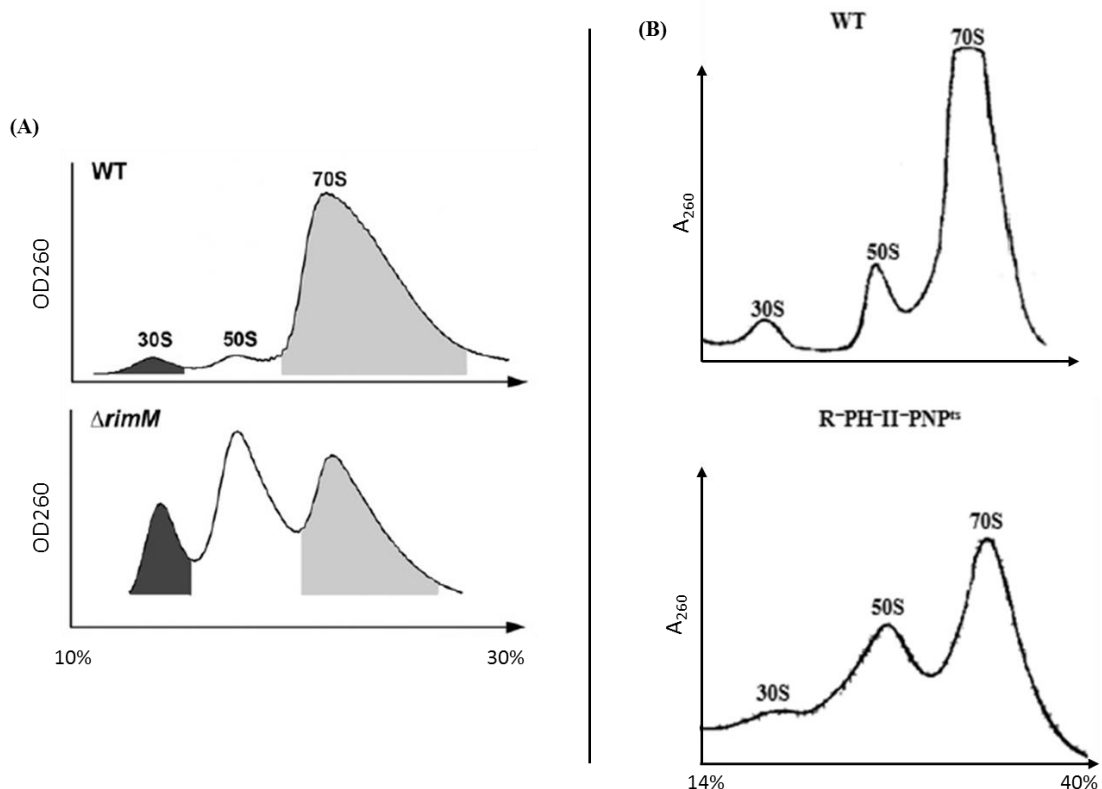 (A)
WT
OD260
30S
50S
70S
ΔrimM
OD260
10%
30%
(B)
WT
A₂₆₀
30S
50S
70S
R⁻PH⁻II⁻PNPᵗˢ
A₂₆₀
30S
50S
70S
14%
40%